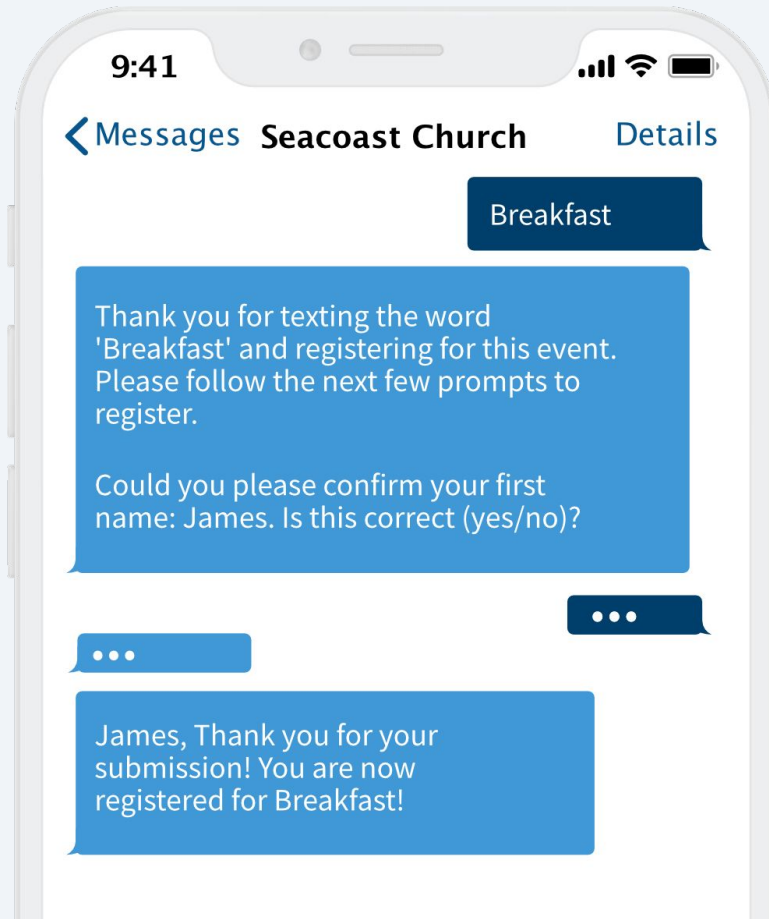 9:41
Messages Seacoast Church Details
Breakfast
Thank you for texting the word
'Breakfast' and registering for this event.
Please follow the next few prompts to
register.
Could you please confirm your first
name: James. Is this correct (yes/no)?
•••
•••
James, Thank you for your
submission! You are now
registered for Breakfast!